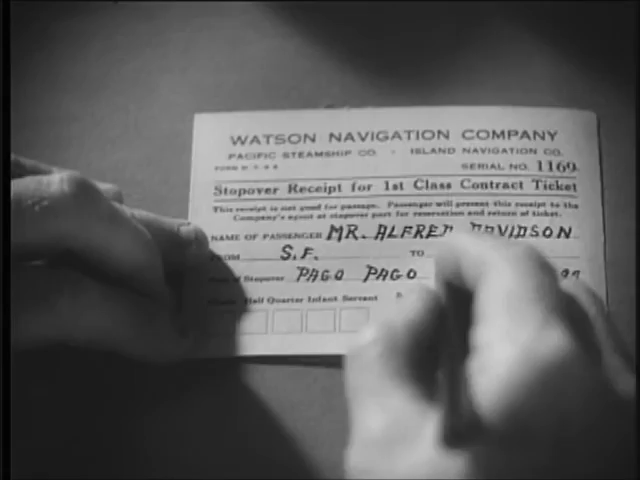 WATSON NAVIGATION COMPANY
PACIFIC STEAMSHIP CO. - ISLAND NAVIGATION CO.
SERIAL NO. 1169
Stopover Receipt for 1st Class Contract Ticket
This receipt is not good for passage. Passenger will present this receipt to the
Company's agent at stopover port for reservation and return of ticket.
NAME OF PASSENGER MR. ALFRED DAVIDSON
FROM S.F. TO
of Stopover PAGO PAGO
Half Quarter Infant Servant